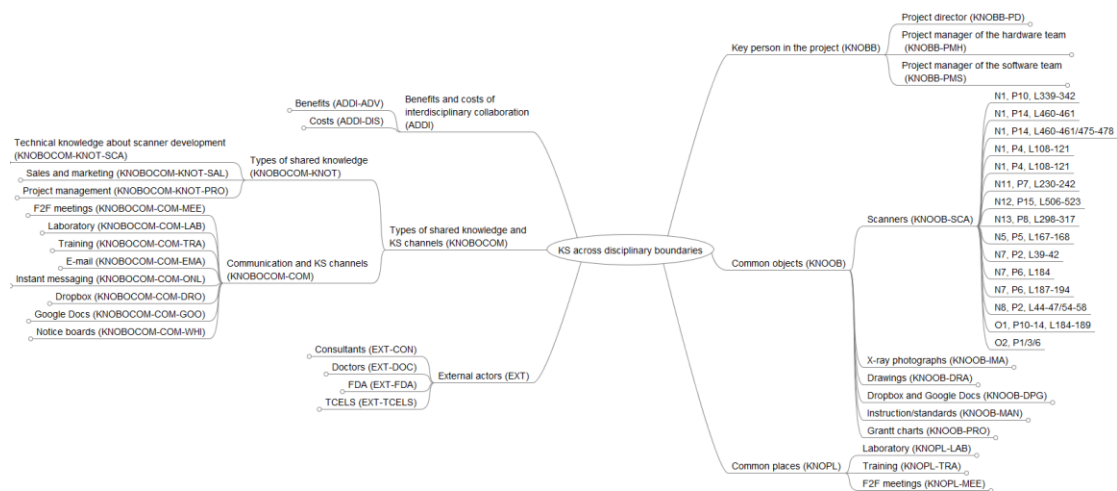 KS across disciplinary boundaries
Key person in the project (KNOBB)
Project director (KNOBB-PD)
Project manager of the hardware team
(KNOBB-PMH)
Project manager of the software team
(KNOBB-PMS)
Common objects (KNOOB)
Scanners (KNOOB-SCA)
N1, P10, L339-342
N1, P14, L460-461
N1, P14, L460-461/475-478
N1, P4, L108-121
N1, P4, L108-121
N11, P7, L230-242
N12, P15, L506-523
N13, P8, L298-317
N5, P5, L167-168
N7, P2, L39-42
N7, P6, L184
N7, P6, L187-194
N8, P2, L44-47/54-58
O1, P10-14, L184-189
O2, P1/3/6
X-ray photographs (KNOOB-IMA)
Drawings (KNOOB-DRA)
Dropbox and Google Docs (KNOOB-DPG)
Instruction/standards (KNOOB-MAN)
Grantt charts (KNOOB-PRO)
Common places (KNOPL)
Laboratory (KNOPL-LAB)
Training (KNOPL-TRA)
F2F meetings (KNOPL-MEE)
Benefits and costs of
interdisciplinary collaboration
(ADDI)
Benefits (ADDI-ADV)
Costs (ADDI-DIS)
Types of shared knowledge and
KS channels (KNOBOCOM)
Types of shared knowledge
(KNOBOCOM-KNOT)
Technical knowledge about scanner development
(KNOBOCOM-KNOT-SCA)
Sales and marketing (KNOBOCOM-KNOT-SAL)
Project management (KNOBOCOM-KNOT-PRO)
Communication and KS channels
(KNOBOCOM-COM)
F2F meetings (KNOBOCOM-COM-MEE)
Laboratory (KNOBOCOM-COM-LAB)
Training (KNOBOCOM-COM-TRA)
E-mail (KNOBOCOM-COM-EMA)
Instant messaging (KNOBOCOM-COM-ONL)
Dropbox (KNOBOCOM-COM-DRO)
Google Docs (KNOBOCOM-COM-GOO)
Notice boards (KNOBOCOM-COM-WHI)
External actors (EXT)
Consultants (EXT-CON)
Doctors (EXT-DOC)
FDA (EXT-FDA)
TCELS (EXT-TCELS)